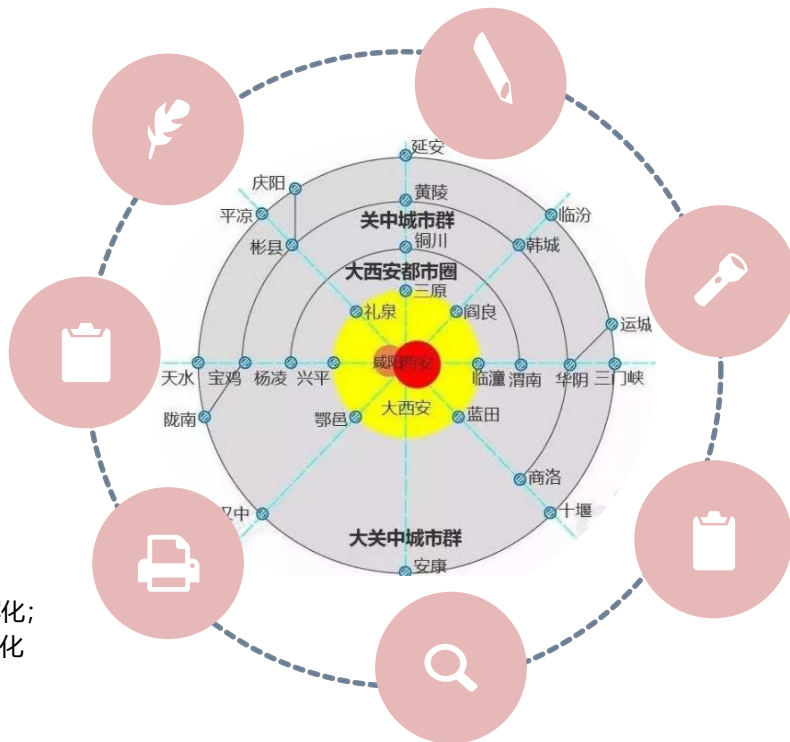 延安
庆阳
黄陵
平凉
临汾
关中城市群
彬县
铜川
韩城
大西安都市圈
三原
礼泉
阎良
运城
咸阳
西安
天水
宝鸡
杨凌
兴平
临潼
渭南
华阴
三门峡
大西安
陇南
鄠邑
蓝田
商洛
汉中
十堰
大关中城市群
安康
化;
化